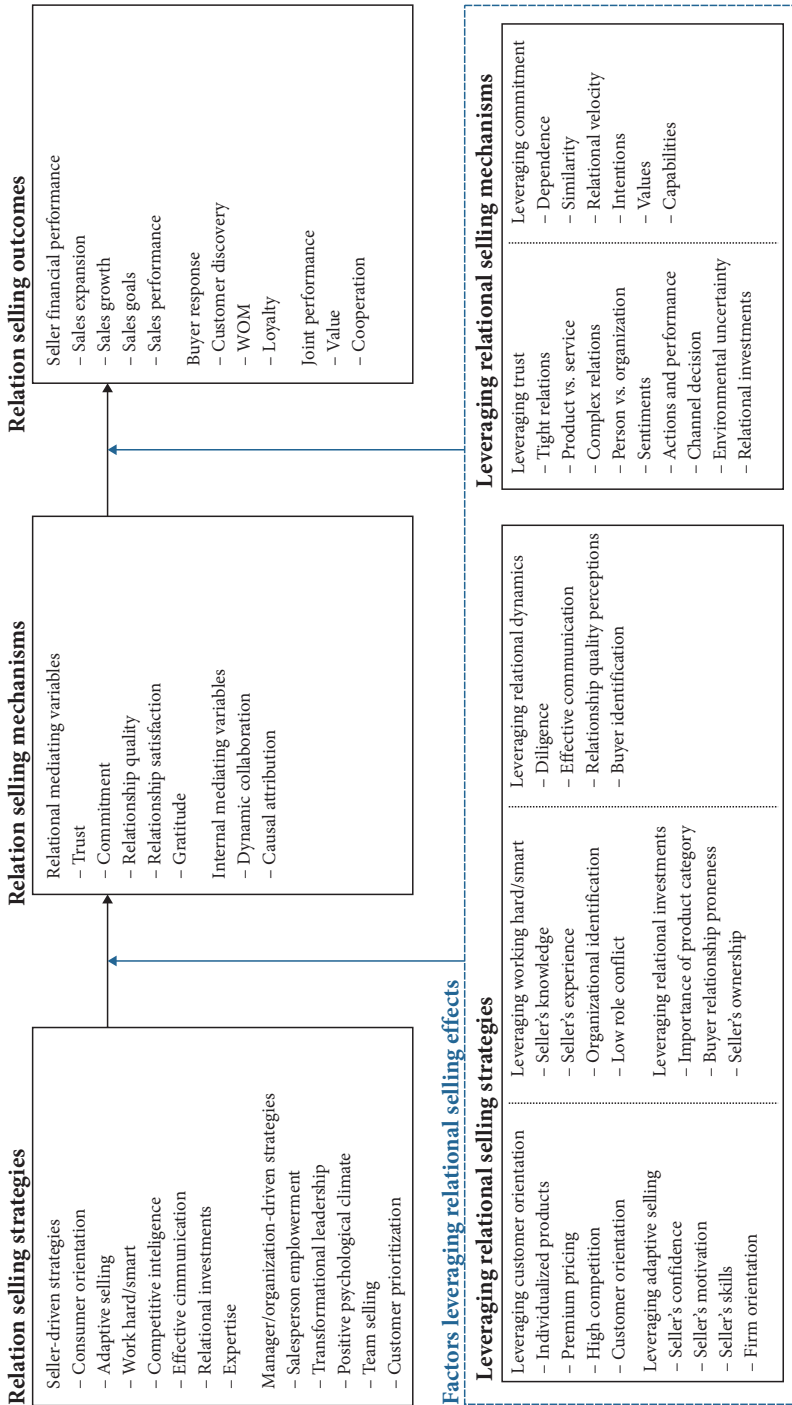 Relation selling strategies
Seller-driven strategies
– Consumer orientation
– Adaptive selling
– Work hard/smart
– Competitive inteligence
– Effective cimmunication
– Relational investments
– Expertise
Manager/organization-driven strategies
– Salesperson emplowerment
– Transformational leadership
– Positive psychological climate
– Team selling
– Customer prioritization
Relation selling mechanisms
Relational mediating variables
– Trust
– Commitment
– Relationship quality
– Relationship satisfaction
– Gratitude
Internal mediating variables
– Dynamic collaboration
– Causal attribution
Relation selling outcomes
Seller financial performance
– Sales expansion
– Sales growth
– Sales goals
– Sales performance
Buyer response
– Customer discovery
– WOM
– Loyalty
Joint performance
– Value
– Cooperation
Factors leveraging relational selling effects
Leveraging relational selling strategies
Leveraging customer orientation
– Individualized products
– Premium pricing
– High competition
– Customer orientation
Leveraging adaptive selling
– Seller's confidence
– Seller's motivation
– Seller's skills
– Firm orientation
Leveraging working hard/smart
– Seller's knowledge
– Seller's experience
– Organizational identification
– Low role conflict
Leveraging relational investments
– Importance of product category
– Buyer relationship proneness
– Seller's ownership
Leveraging relational dynamics
– Diligence
– Effective communication
– Relationship quality perceptions
– Buyer identification
Leveraging relational selling mechanisms
Leveraging trust
– Tight relations
– Product vs. service
– Complex relations
– Person vs. organization
– Sentiments
– Actions and performance
– Channel decision
– Environmental uncertainty
– Relational investments
Leveraging commitment
– Dependence
– Similarity
– Relational velocity
– Intentions
– Values
– Capabilities